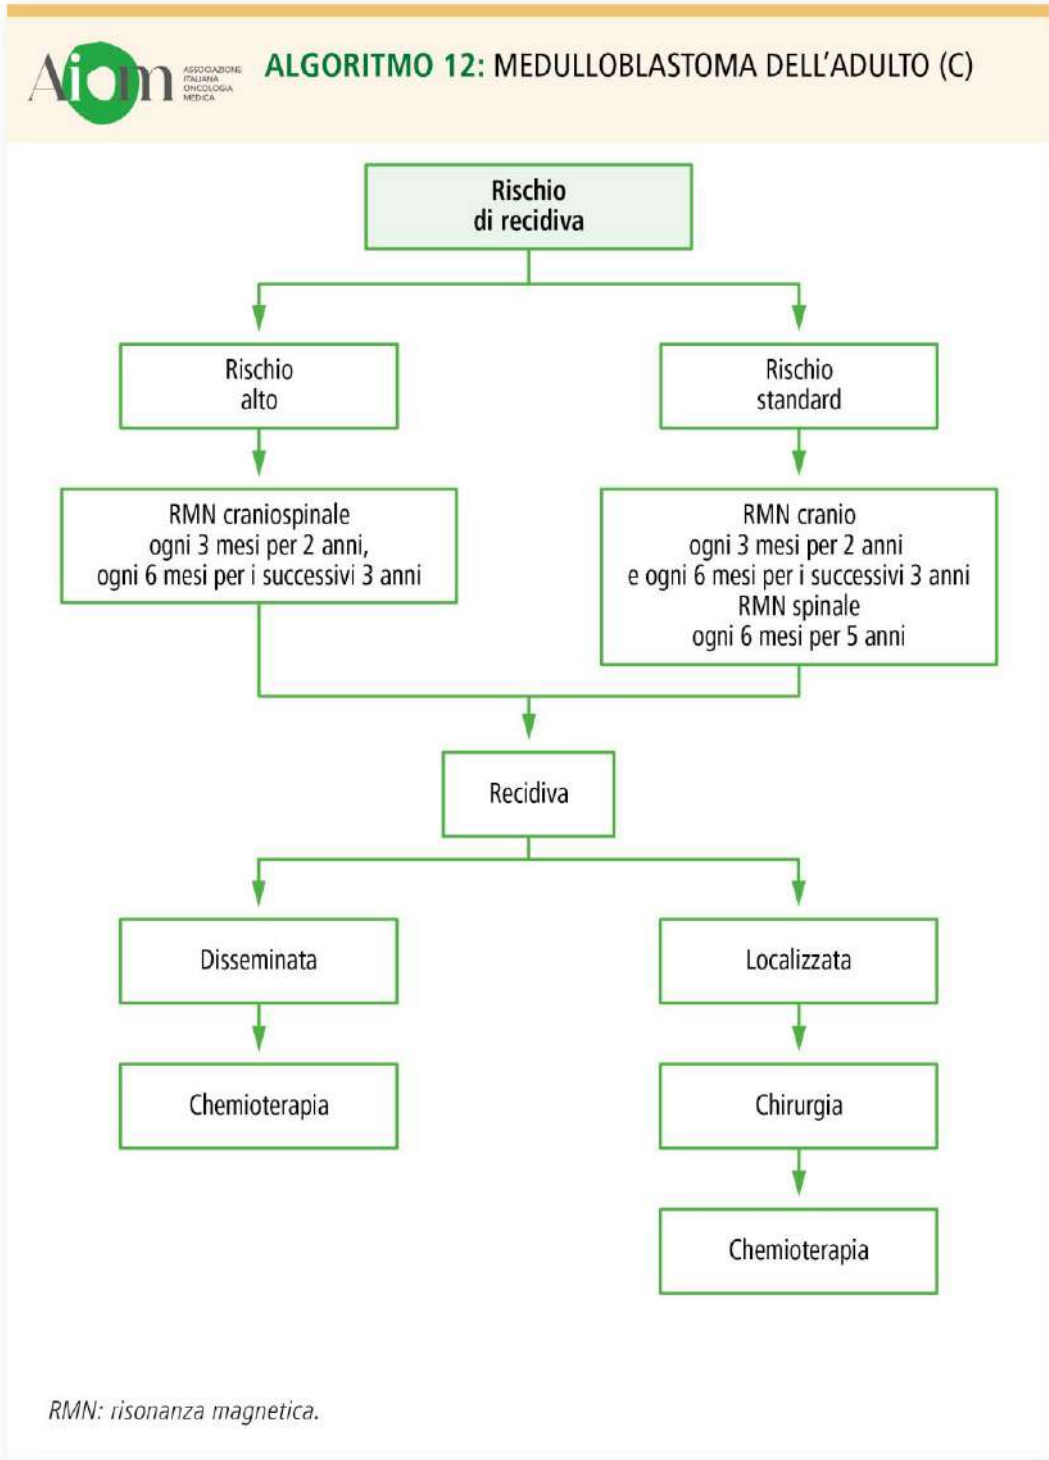 Aiom
ASSOCIAZIONE
ITALIANA
ONCOLOGIA
MEDICA
ALGORITMO 12: MEDULLOBLASTOMA DELL'ADULTO (C)
Rischio
di recidiva
Rischio
alto
Rischio
standard
RMN craniospinale
ogni 3 mesi per 2 anni,
ogni 6 mesi per i successivi 3 anni
RMN cranio
ogni 3 mesi per 2 anni
e ogni 6 mesi per i successivi 3 anni
RMN spinale
ogni 6 mesi per 5 anni
Recidiva
Disseminata
Localizzata
Chemioterapia
Chirurgia
Chemioterapia
RMN: risonanza magnetica.